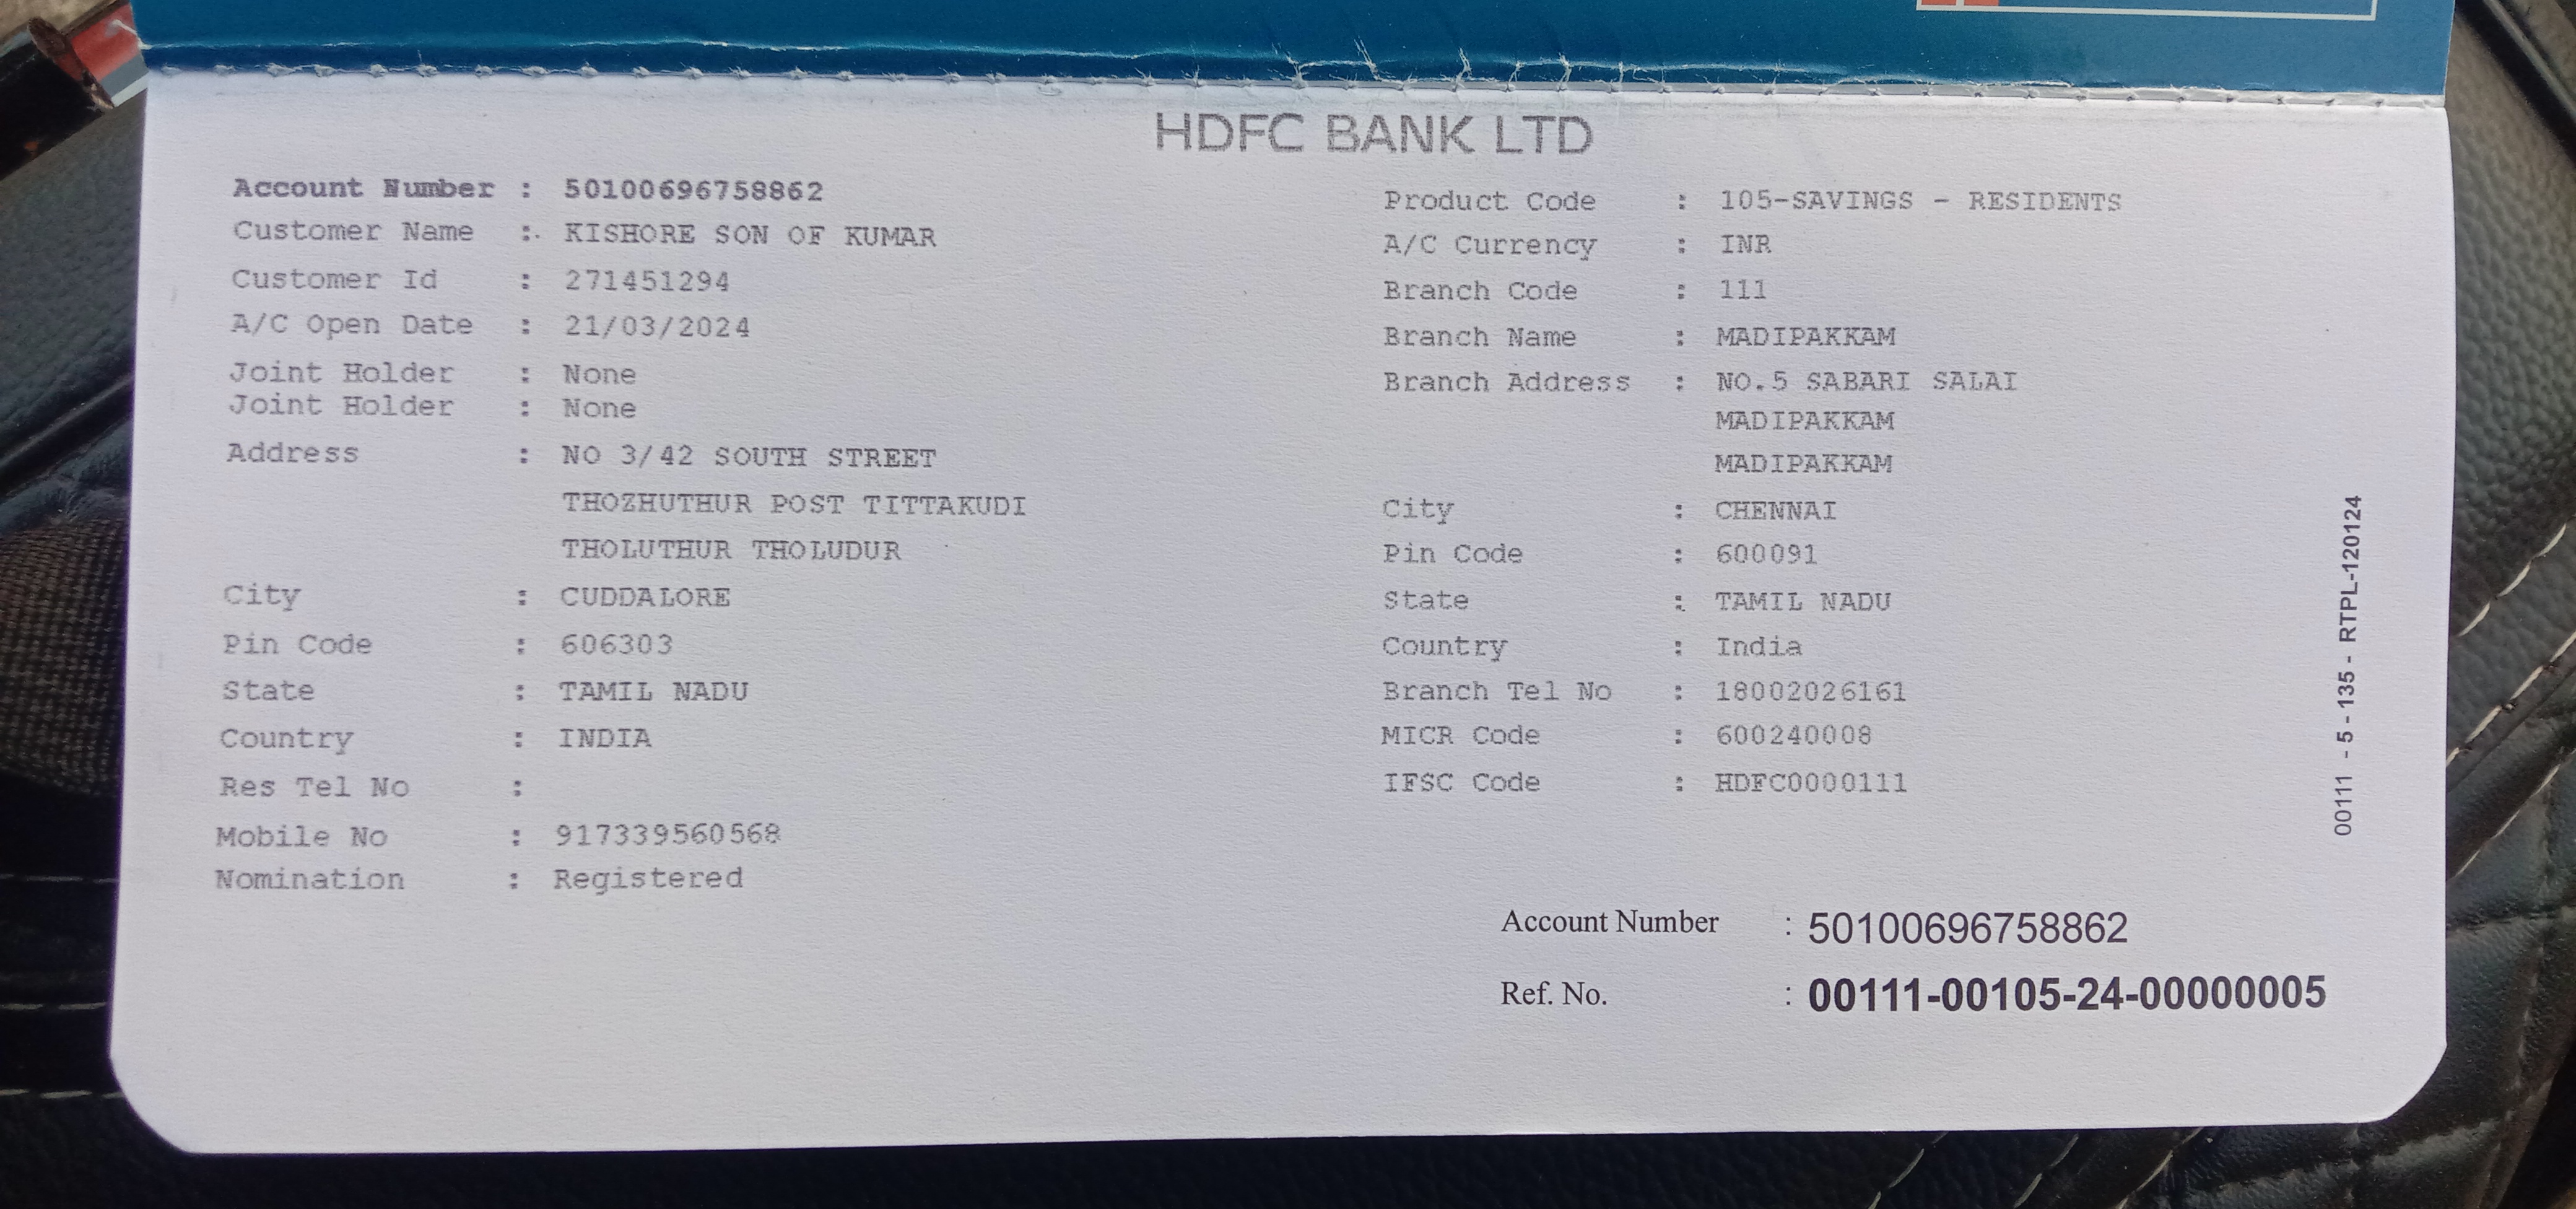 HDFC BANK LTD
Account Number : 50100696758862
Customer Name : KISHORE SON OF KUMAR
Customer Id : 271451294
A/C Open Date : 21/03/2024
Joint Holder : None
Joint Holder : None
Address : NO 3/42 SOUTH STREET
THOZHUTHUR POST TITTAKUDI
THOLUTHUR THOLUDUR
City : CUDDALORE
Pin Code : 606303
State : TAMIL NADU
Country : INDIA
Res Tel No :
Mobile No : 917339560568
Nomination : Registered
Product Code : 105-SAVINGS - RESIDENTS
A/C Currency : INR
Branch Code : 111
Branch Name : MADIPAKKAM
Branch Address : NO.5 SABARI SALAI
MADIPAKKAM
MADIPAKKAM
City : CHENNAI
Pin Code : 600091
State : TAMIL NADU
Country : India
Branch Tel No : 18002026161
MICR Code : 600240008
IFSC Code : HDFC0000111
Account Number : 50100696758862
Ref. No. : 00111-00105-24-00000005
00111 - 5 - 135 - RTPL-120124